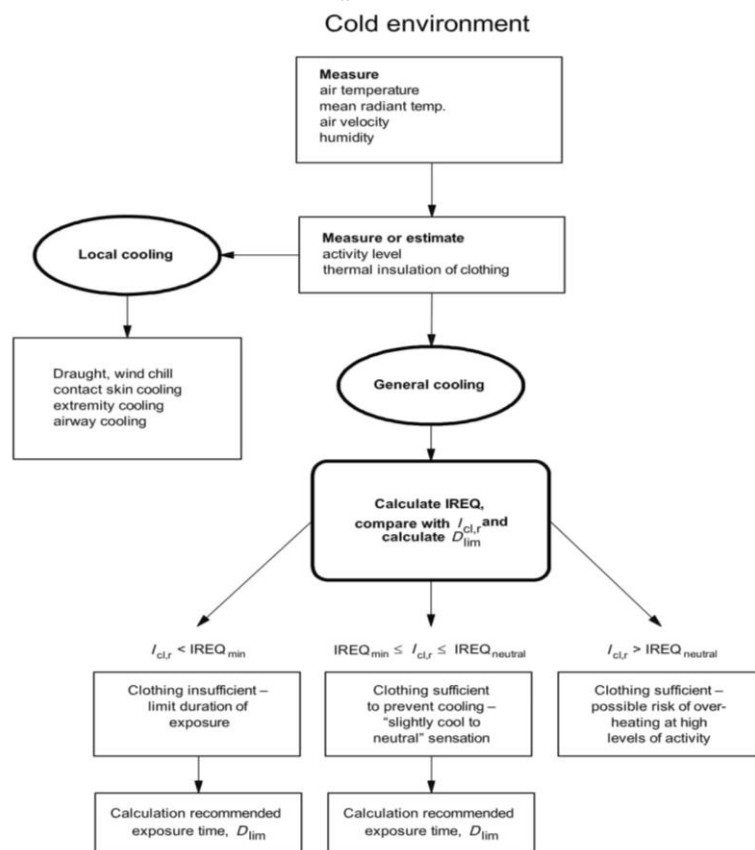 Cold environment
Measure
air temperature
mean radiant temp.
air velocity
humidity
Local cooling
Measure or estimate
activity level
thermal insulation of clothing
Draught, wind chill
contact skin cooling
extremity cooling
airway cooling
General cooling
Calculate IREQ,
compare with Icl,r and
calculate Dlim
Icl,r < IREQmin
IREQmin ≤ Icl,r ≤ IREQneutral
Icl,r > IREQneutral
Clothing insufficient –
limit duration of
exposure
Clothing sufficient
to prevent cooling –
“slightly cool to
neutral” sensation
Clothing sufficient –
possible risk of over-
heating at high
levels of activity
Calculation recommended
exposure time, Dlim
Calculation recommended
exposure time, Dlim